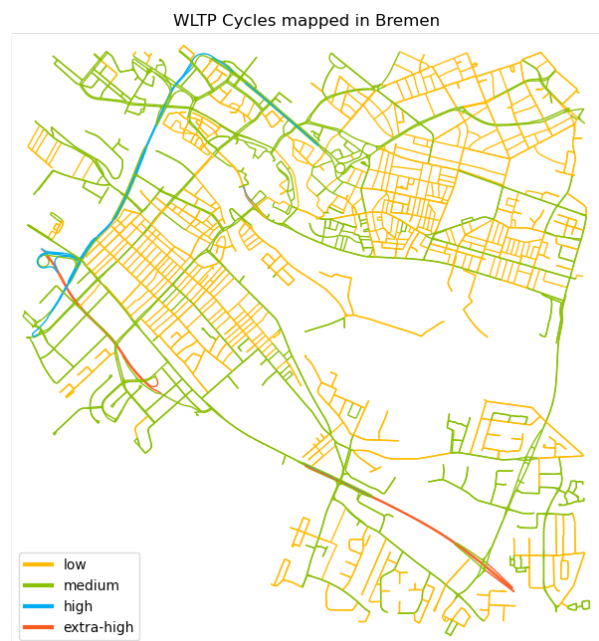 WLTP Cycles mapped in Bremen
low
medium
high
extra-high